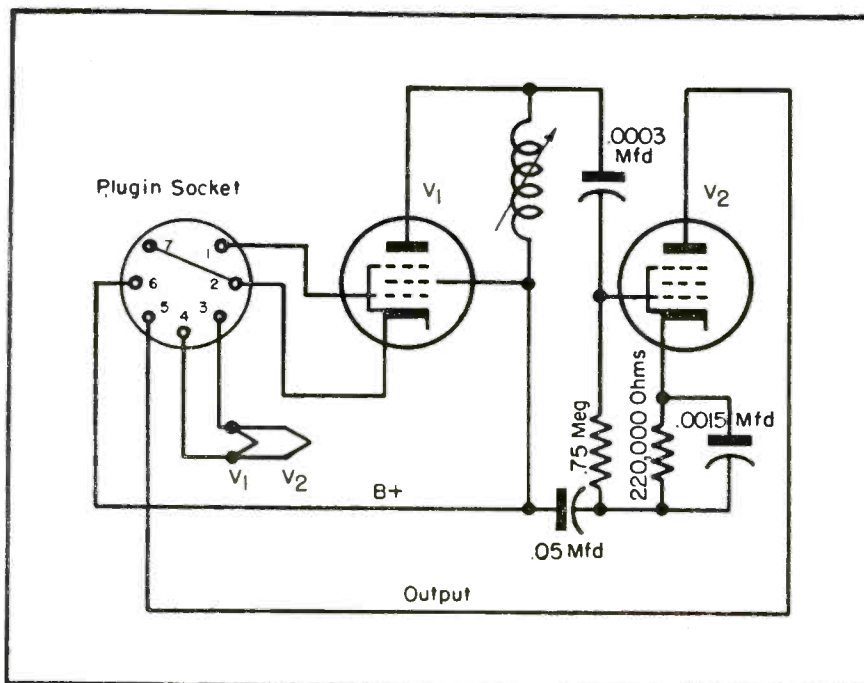 .0003
Mfd
Plugin Socket
V1
V2
7
1
6
2
5
4
3
.75 Meg
220,000 Ohms
.0015 Mfd
V1
V2
B+
.05 Mfd
Output